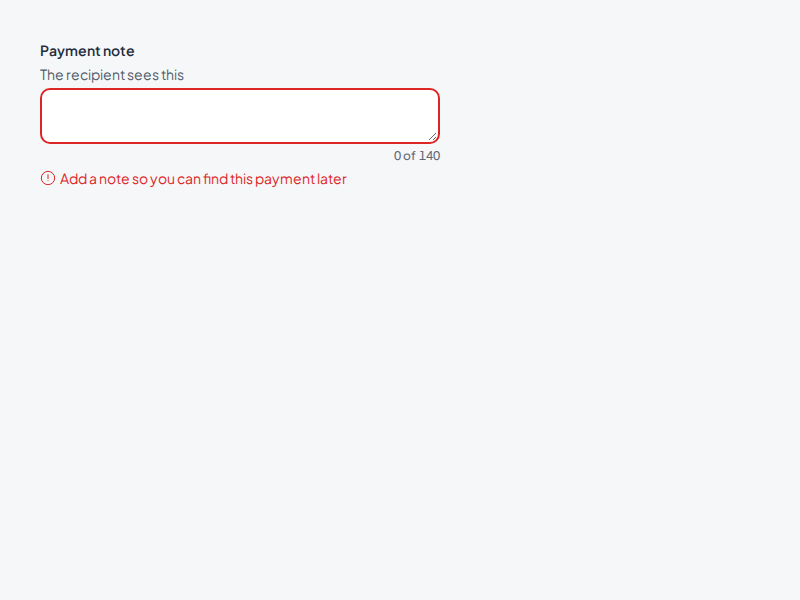 Payment note
The recipient sees this
0 of 140
Add a note so you can find this payment later